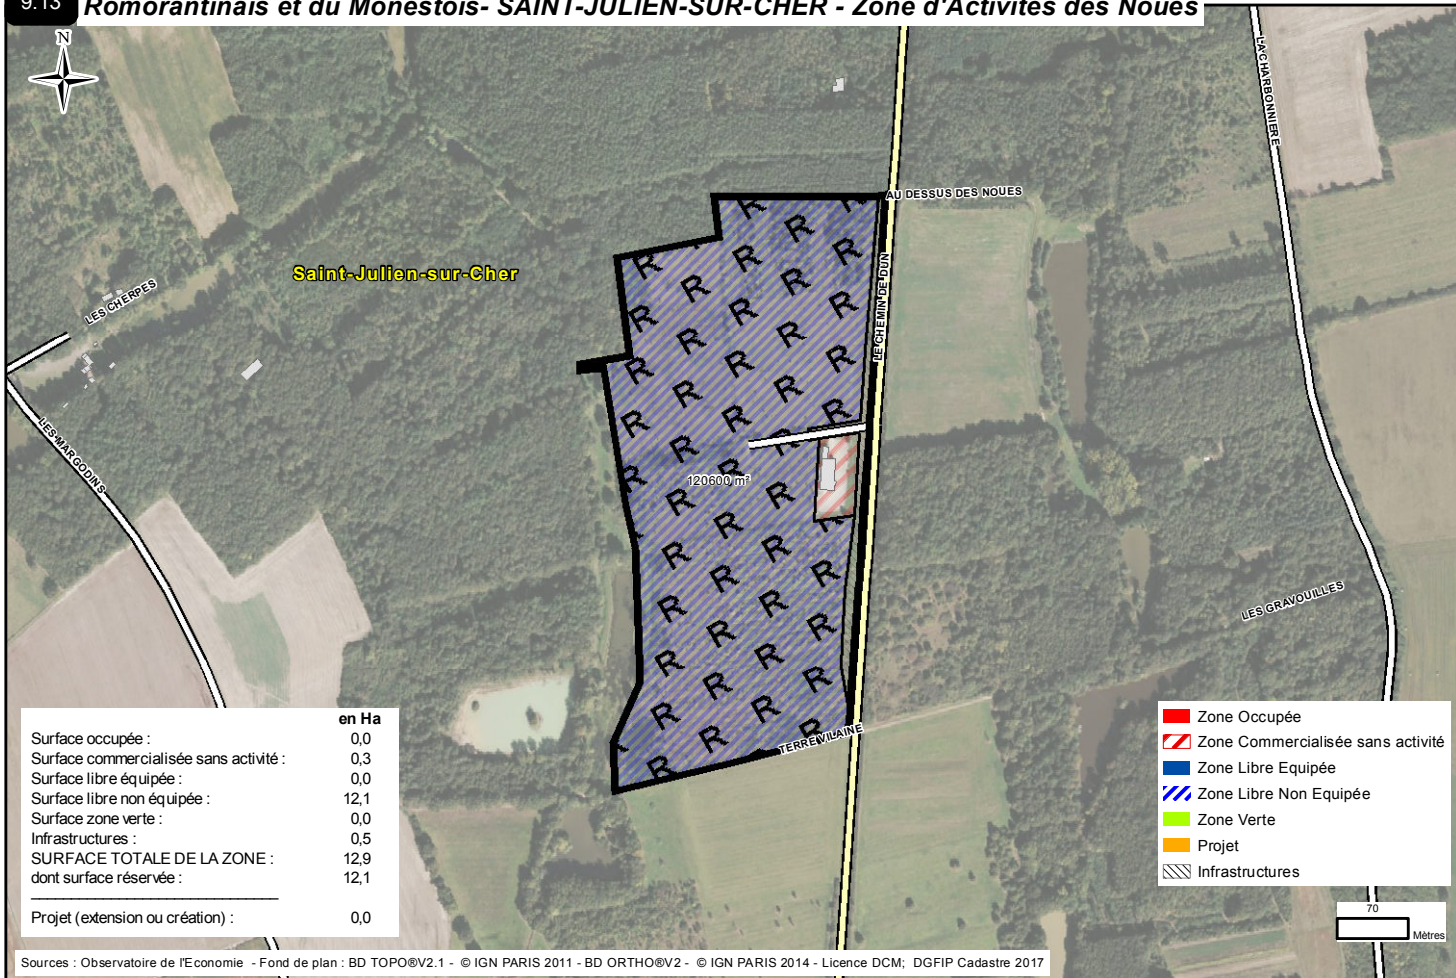 9.13
Romorantinais et du Monestois- SAINT-JULIEN-SUR-CHER - Zone d'Activités des Noues
N
LA CHARBONNIERE
AU DESSUS DES NOUES
Saint-Julien-sur-Cher
LES CHERPES
LE CHEMIN DE DUN
LES MARGODINS
120600 m²
LES GRAVOUILLES
TERRE VILAINE
en Ha
Surface occupée : 0,0
Surface commercialisée sans activité : 0,3
Surface libre équipée : 0,0
Surface libre non équipée : 12,1
Surface zone verte : 0,0
Infrastructures : 0,5
SURFACE TOTALE DE LA ZONE : 12,9
dont surface réservée : 12,1
Projet (extension ou création) : 0,0
Zone Occupée
Zone Commercialisée sans activité
Zone Libre Equipée
Zone Libre Non Equipée
Zone Verte
Projet
Infrastructures
70
Mètres
Sources : Observatoire de l'Economie - Fond de plan : BD TOPO®V2.1 - © IGN PARIS 2011 - BD ORTHO®V2 - © IGN PARIS 2014 - Licence DCM; DGFIP Cadastre 2017